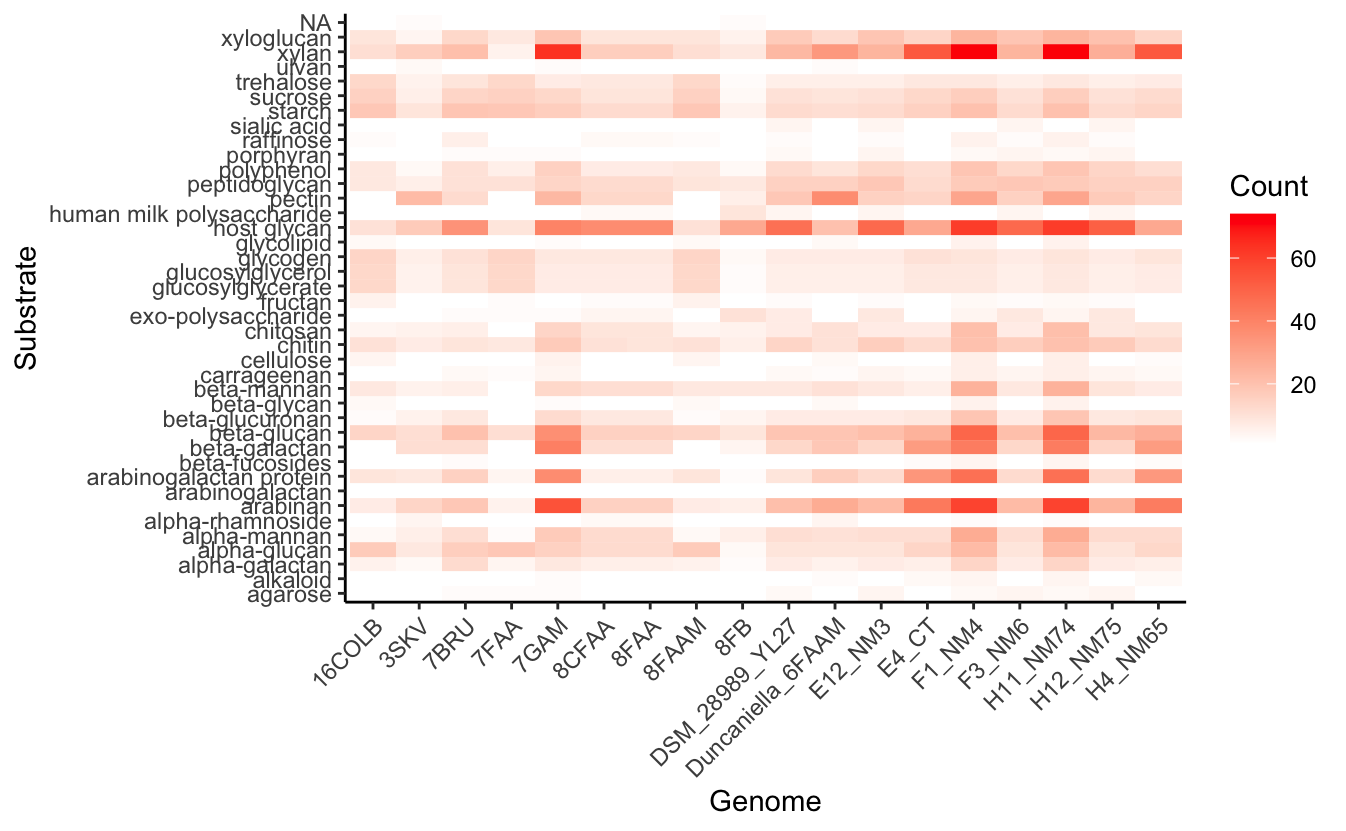 NA
xyloglucan
xylan
ulvan
trehalose
sucrose
starch
sialic acid
raffinose
porphyran
polyphenol
peptidoglycan
pectin
human milk polysaccharide
host glycan
glycolipid
glycogen
glucosylglycerol
glucosylglycerate
fructan
exo-polysaccharide
chitosan
chitin
cellulose
carrageenan
beta-mannan
beta-glycan
beta-glucuronan
beta-glucan
beta-galactan
beta-fucosides
arabinogalactan protein
arabinogalactan
arabinan
alpha-rhamnoside
alpha-mannan
alpha-glucan
alpha-galactan
alkaloid
agarose
Substrate
16COLB
3SKV
7BRU
7FAA
7GAM
8CFAA
8FAA
8FAAM
8FB
DSM_28989_YL27
Duncaniella_6FAAM
E12_NM3
E4_CT
F1_NM4
F3_NM6
H11_NM74
H12_NM75
H4_NM65
Genome
Count
60
40
20